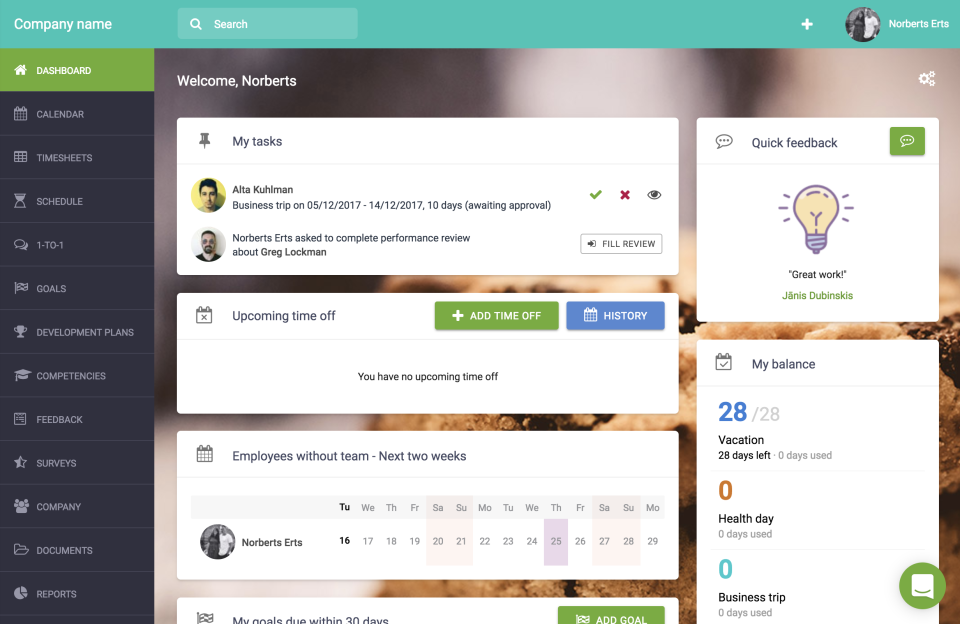 Company name
Search
Norberts Erts
DASHBOARD
CALENDAR
TIMESHEETS
SCHEDULE
1-TO-1
GOALS
DEVELOPMENT PLANS
COMPETENCIES
FEEDBACK
SURVEYS
COMPANY
DOCUMENTS
REPORTS
Welcome, Norberts
My tasks
Alta Kuhlman
Business trip on 05/12/2017 - 14/12/2017, 10 days (awaiting approval)
Norberts Erts asked to complete performance review
about Greg Lockman
FILL REVIEW
Upcoming time off
ADD TIME OFF
HISTORY
You have no upcoming time off
Employees without team - Next two weeks
Tu We Th Fr Sa Su Mo Tu We Th Fr Sa Su Mo
Norberts Erts 16 17 18 19 20 21 22 23 24 25 26 27 28 29
My goals due within 30 days
ADD GOAL
Quick feedback
"Great work!"
Jānis Dubinskis
My balance
28 /28
Vacation
28 days left · 0 days used
0
Health day
0 days used
0
Business trip
0 days used